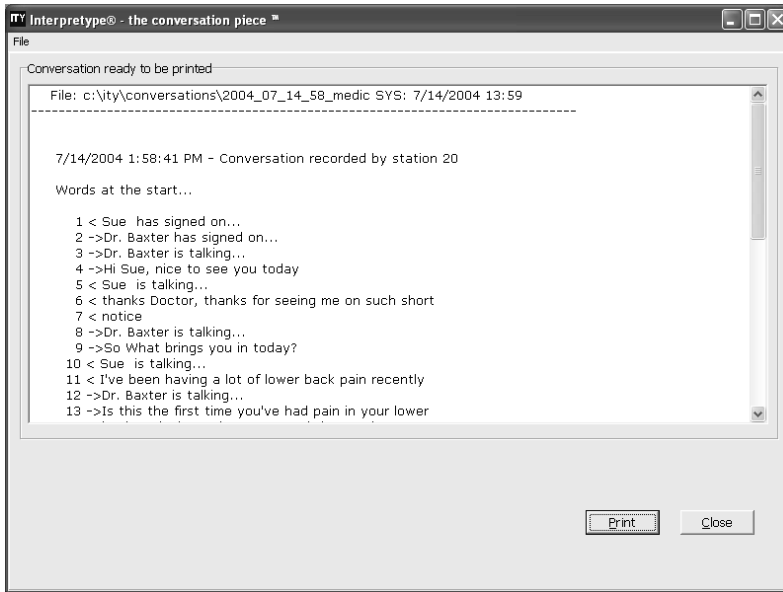 ITY Interpretype® - the conversation piece ™
File
Conversation ready to be printed
File: c:\ity\conversations\2004_07_14_58_medic SYS: 7/14/2004 13:59
--------------------------------------------------------------------------------
7/14/2004 1:58:41 PM - Conversation recorded by station 20
Words at the start...
1 < Sue  has signed on...
2 ->Dr. Baxter has signed on...
3 ->Dr. Baxter is talking...
4 ->Hi Sue, nice to see you today
5 < Sue  is talking...
6 < thanks Doctor, thanks for seeing me on such short
7 < notice
8 ->Dr. Baxter is talking...
9 ->So What brings you in today?
10 < Sue  is talking...
11 < I've been having a lot of lower back pain recently
12 ->Dr. Baxter is talking...
13 ->Is this the first time you've had pain in your lower
Print Close